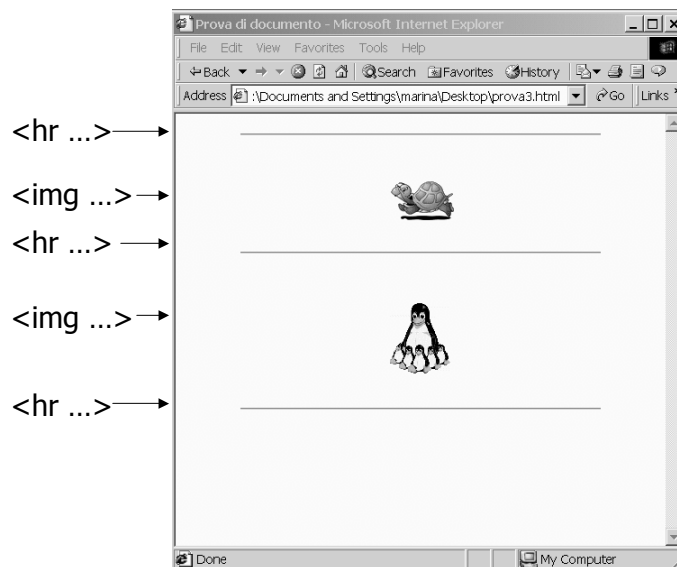 Prova di documento - Microsoft Internet Explorer
File Edit View Favorites Tools Help
Back Search Favorites History
Address :\Documents and Settings\marina\Desktop\prova3.html Go Links
<hr ...>
<img ...>
<hr ...>
<img ...>
<hr ...>
Done My Computer